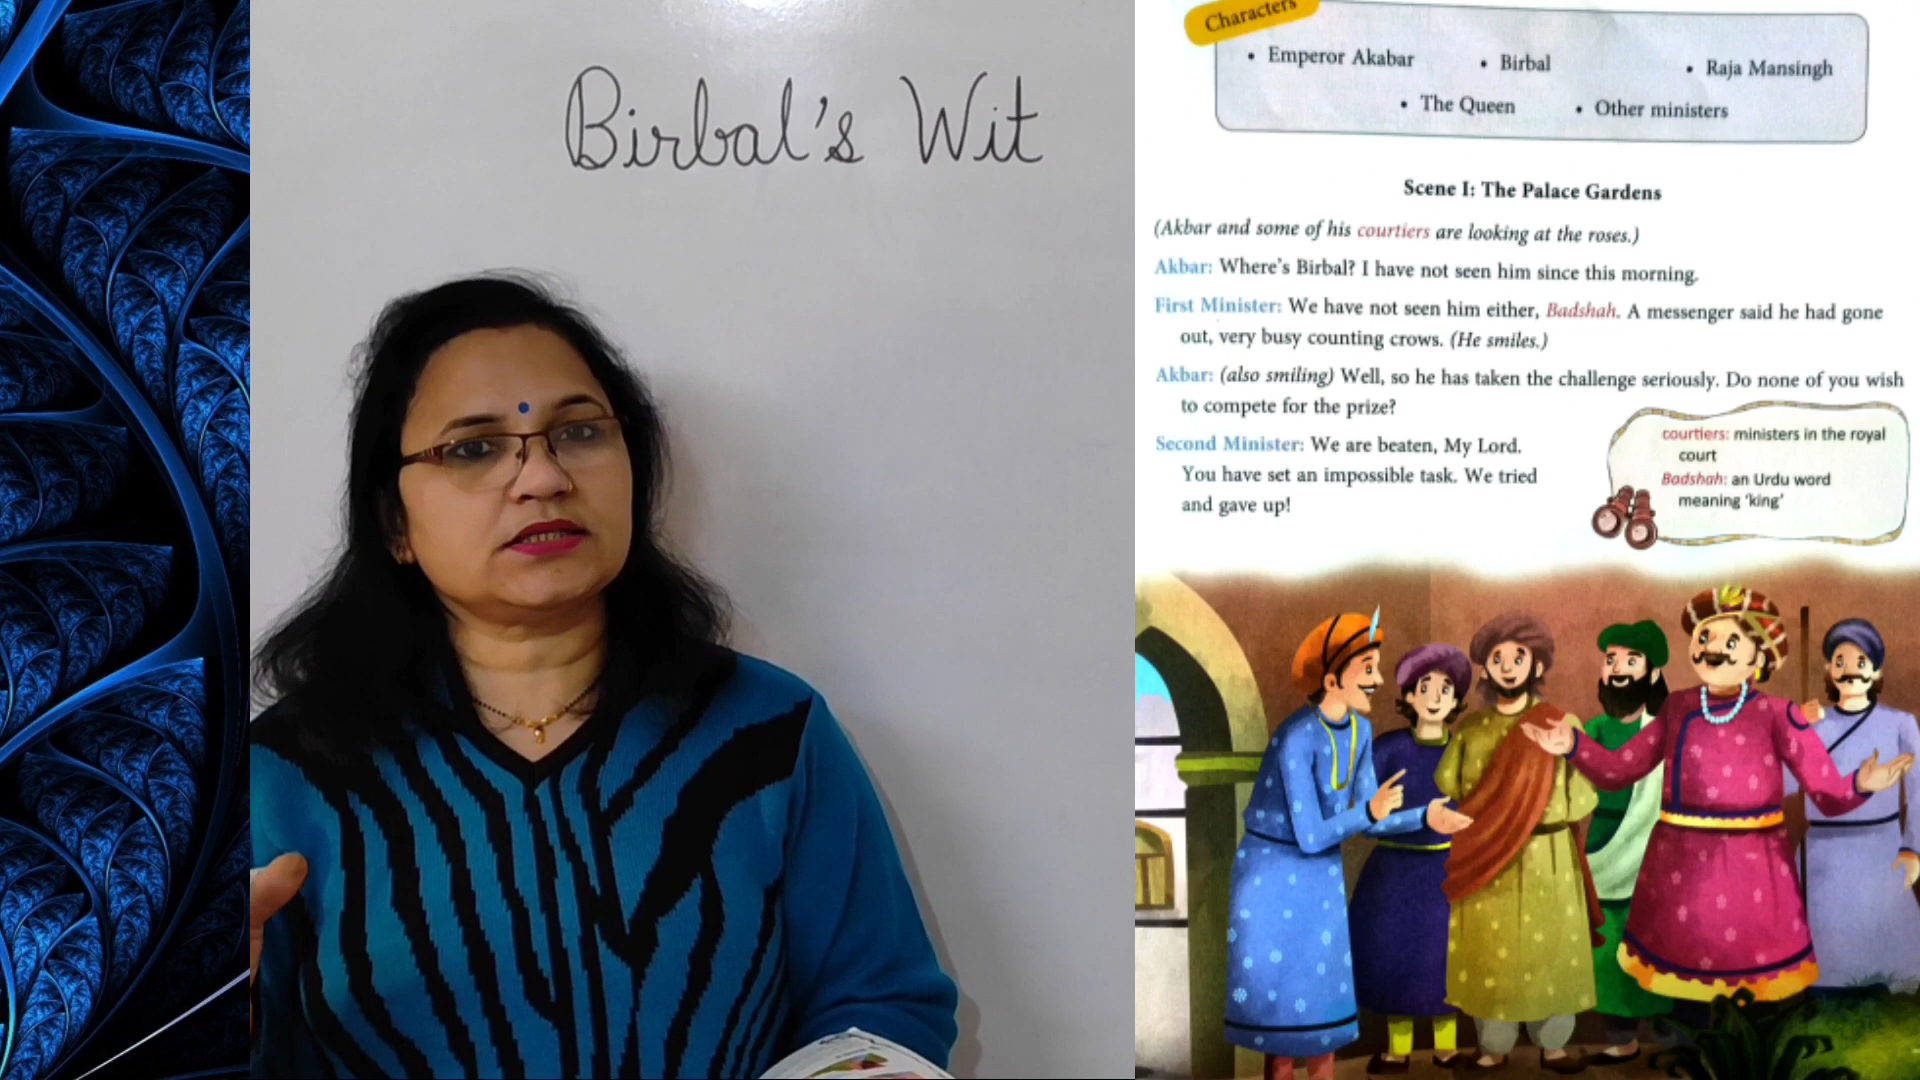 Birbal's Wit
Characters
• Emperor Akabar • Birbal • Raja Mansingh
• The Queen • Other ministers
Scene I: The Palace Gardens
(Akbar and some of his courtiers are looking at the roses.)
Akbar: Where's Birbal? I have not seen him since this morning.
First Minister: We have not seen him either, Badshah. A messenger said he had gone
out, very busy counting crows. (He smiles.)
Akbar: (also smiling) Well, so he has taken the challenge seriously. Do none of you wish
to compete for the prize?
Second Minister: We are beaten, My Lord.
You have set an impossible task. We tried
and gave up!
courtiers: ministers in the royal
court
Badshah: an Urdu word
meaning 'king'